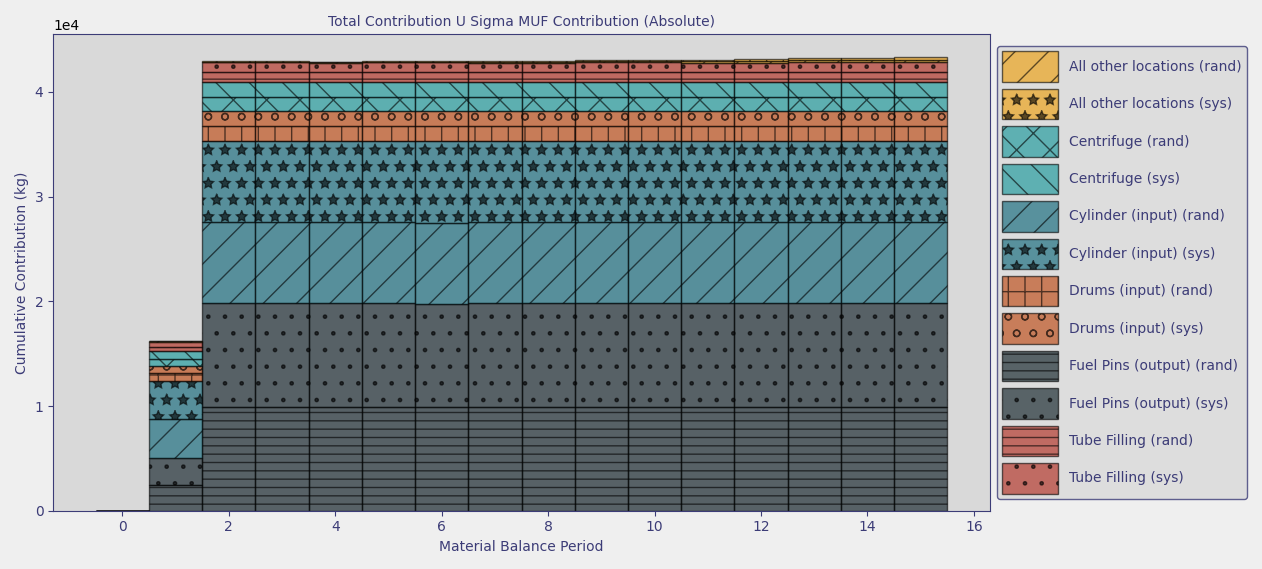 Total Contribution U Sigma MUF Contribution (Absolute)
1e4
Cumulative Contribution (kg)
4
3
2
1
0
0 2 4 6 8 10 12 14 16
Material Balance Period
All other locations (rand)
All other locations (sys)
Centrifuge (rand)
Centrifuge (sys)
Cylinder (input) (rand)
Cylinder (input) (sys)
Drums (input) (rand)
Drums (input) (sys)
Fuel Pins (output) (rand)
Fuel Pins (output) (sys)
Tube Filling (rand)
Tube Filling (sys)